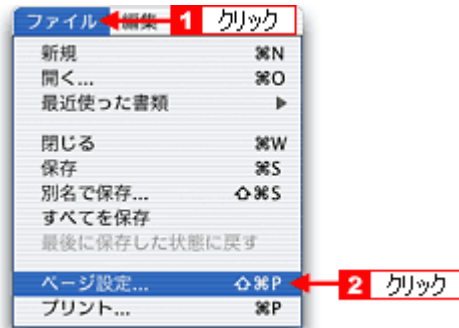 ファイル 編集 1 クリック
新規 ⌘N
開く... ⌘O
最近使った書類 ▶
閉じる ⌘W
保存 ⌘S
別名で保存... ⇧⌘S
すべてを保存
最後に保存した状態に戻す
ページ設定... ⇧⌘P 2 クリック
プリント... ⌘P